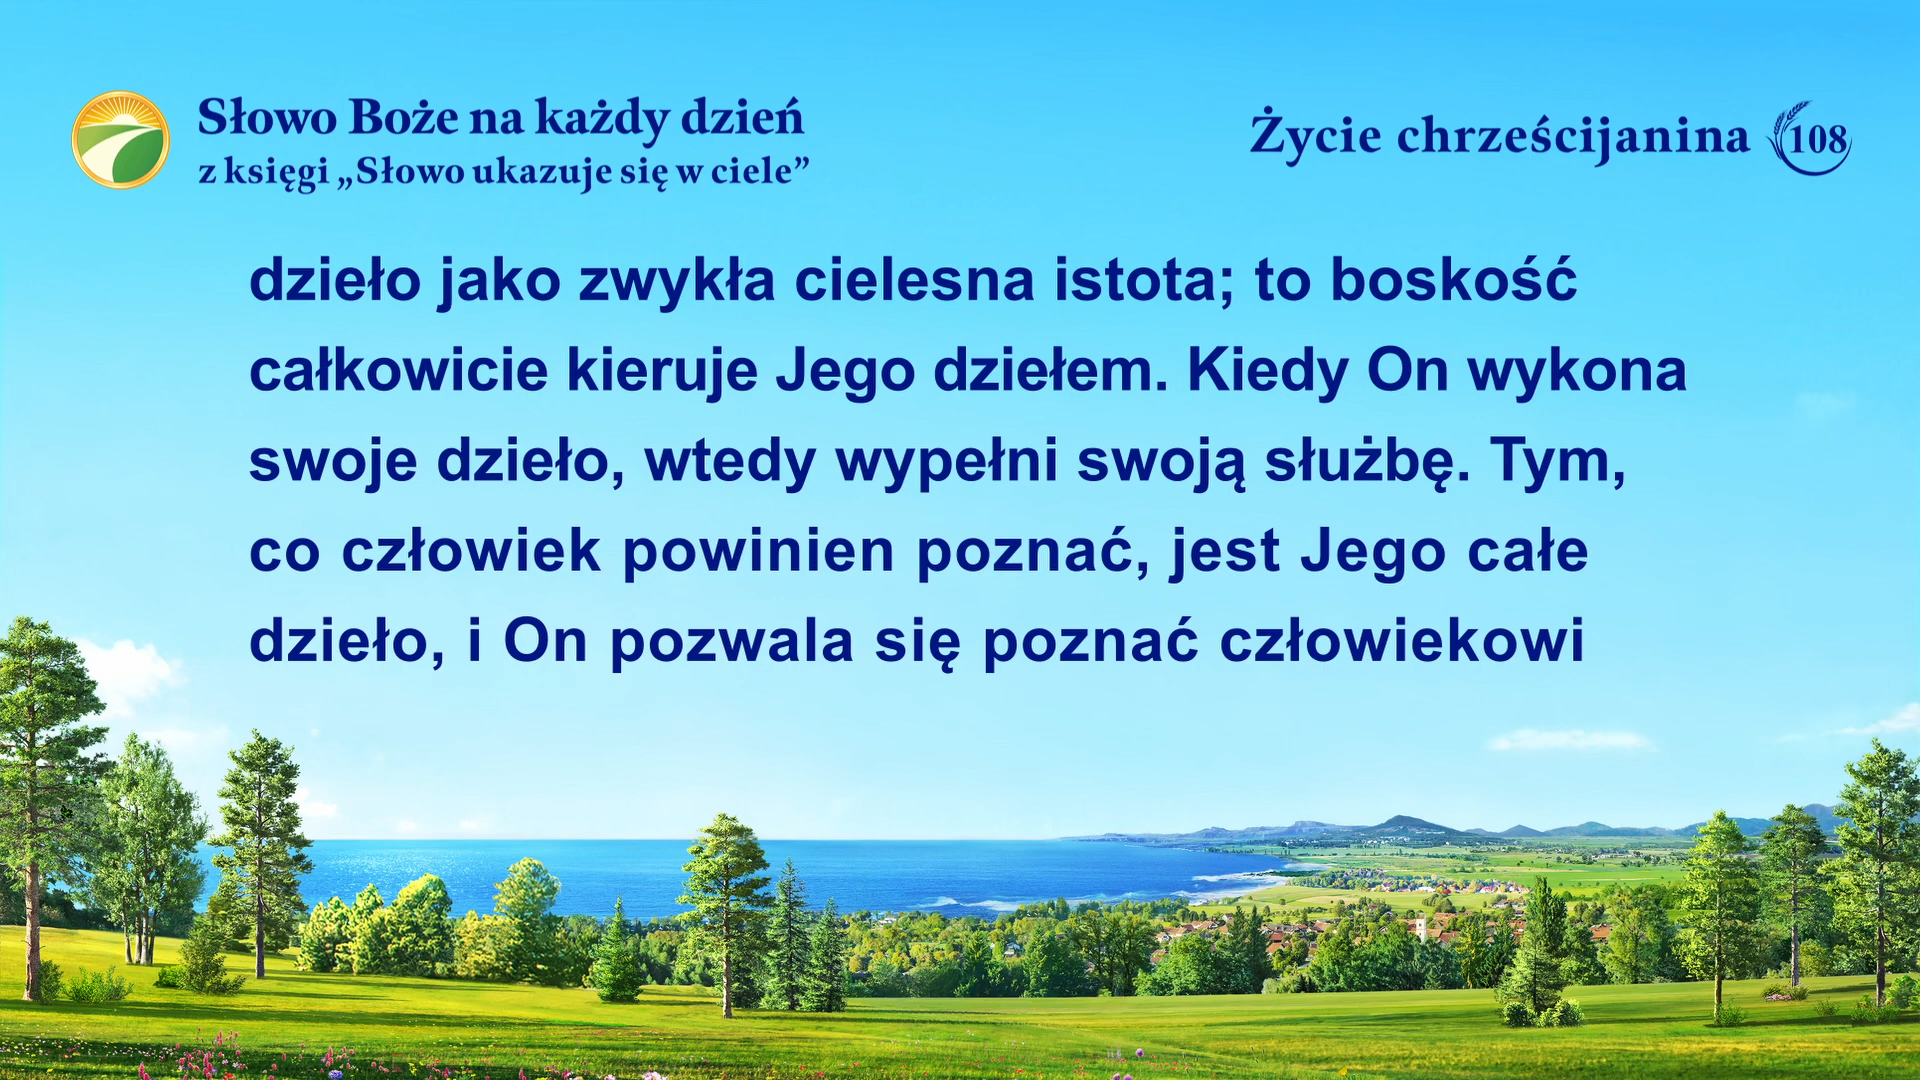 Słowo Boże na każdy dzień
z księgi „Słowo ukazuje się w ciele”
Życie chrześcijanina 108
dzieło jako zwykła cielesna istota; to boskość
całkowicie kieruje Jego dziełem. Kiedy On wykona
swoje dzieło, wtedy wypełni swoją służbę. Tym,
co człowiek powinien poznać, jest Jego całe
dzieło, i On pozwala się poznać człowiekowi